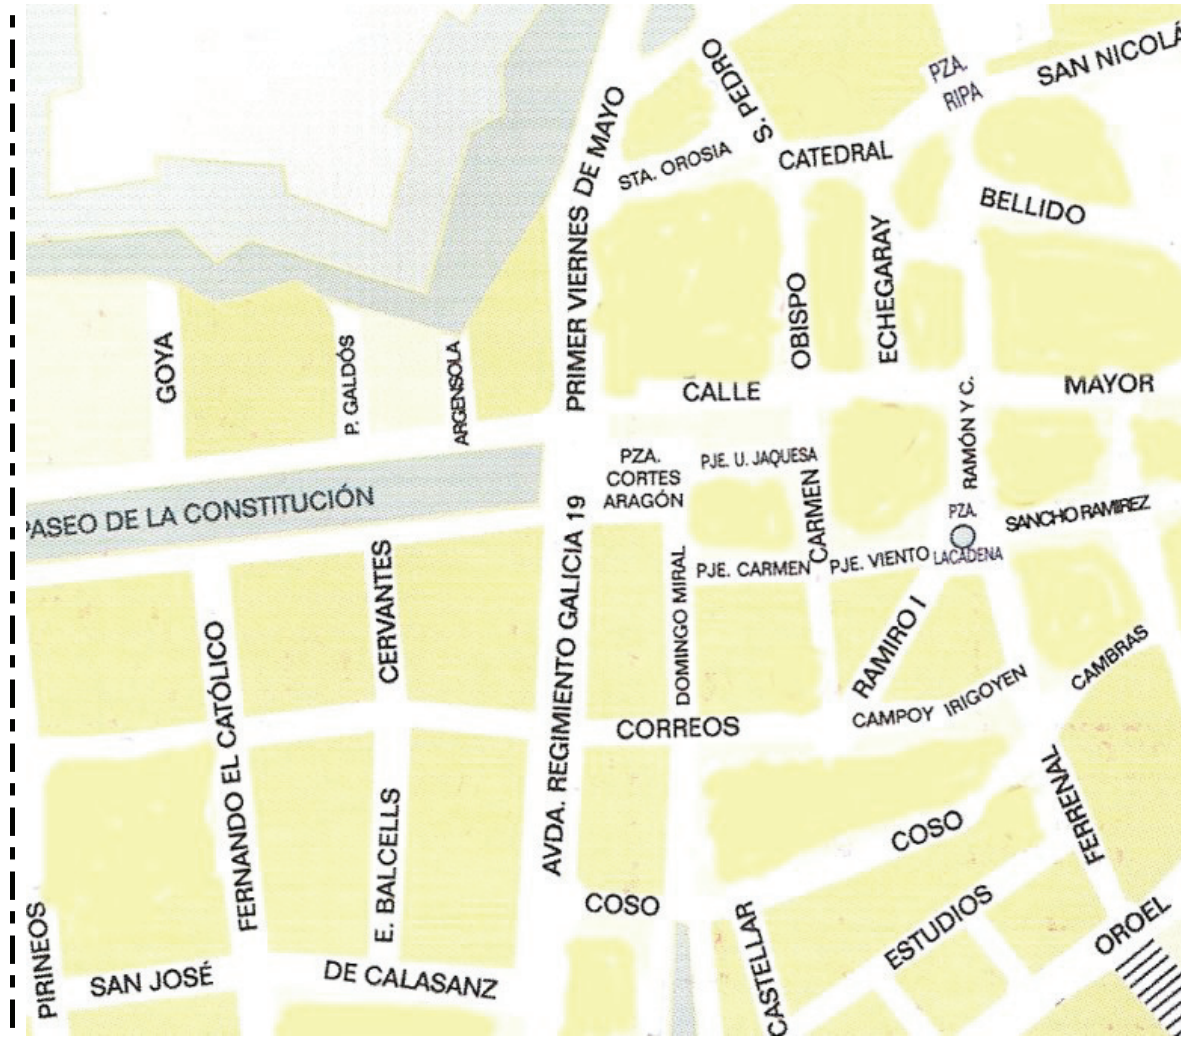 S. PEDRO
PZA.
RIPA
SAN NICOLÁ
PRIMER VIERNES DE MAYO
STA. OROSIA
CATEDRAL
BELLIDO
ECHEGARAY
OBISPO
GOYA
P. GALDÓS
ARGENSOLA
CALLE
MAYOR
RAMÓN Y C.
PZA.
CORTES
ARAGÓN
PJE. U. JAQUESA
CARMEN
PASEO DE LA CONSTITUCIÓN
AVDA. REGIMIENTO GALICIA 19
PZA.
LACADENA
SANCHO RAMIREZ
CERVANTES
DOMINGO MIRAL
PJE. CARMEN
PJE. VIENTO
RAMIRO I
FERNANDO EL CATÓLICO
CAMBRAS
CAMPOY IRIGOYEN
CORREOS
E. BALCELLS
FERRENAL
COSO
COSO
PIRINEOS
CASTELLAR
ESTUDIOS
OROEL
SAN JOSÉ
DE CALASANZ